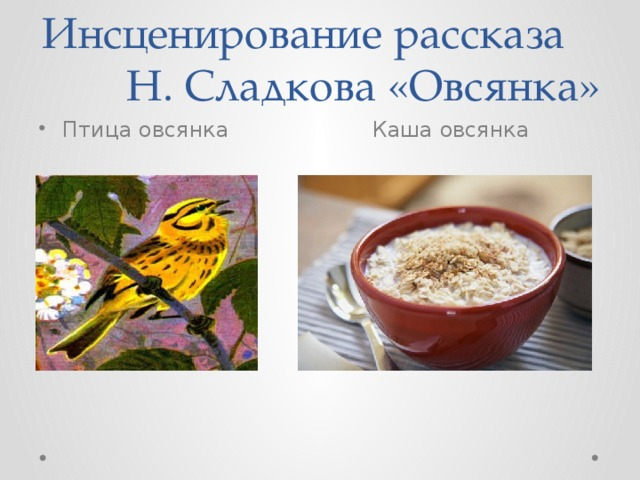 Инсценирование рассказа
Н. Сладкова «Овсянка»
• Птица овсянка Каша овсянка